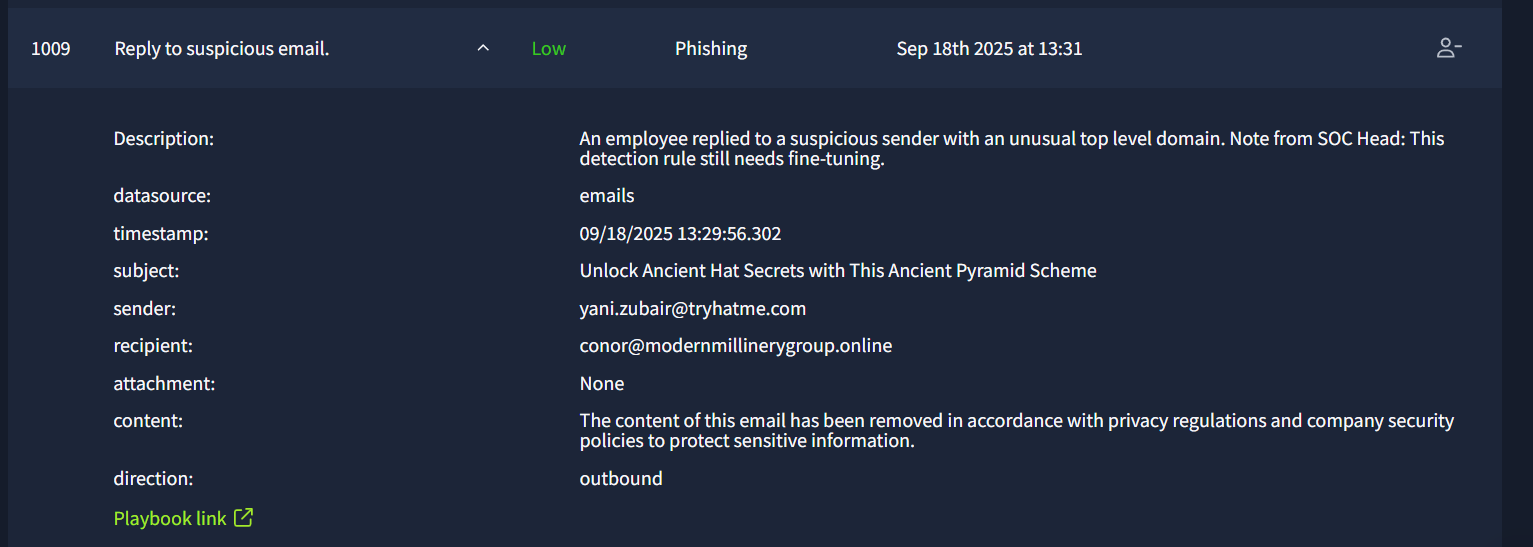 1009 Reply to suspicious email. Low Phishing Sep 18th 2025 at 13:31
Description: An employee replied to a suspicious sender with an unusual top level domain. Note from SOC Head: This
detection rule still needs fine-tuning.
datasource: emails
timestamp: 09/18/2025 13:29:56.302
subject: Unlock Ancient Hat Secrets with This Ancient Pyramid Scheme
sender: yani.zubair@tryhatme.com
recipient: conor@modernmillinerygroup.online
attachment: None
content: The content of this email has been removed in accordance with privacy regulations and company security
policies to protect sensitive information.
direction: outbound
Playbook link